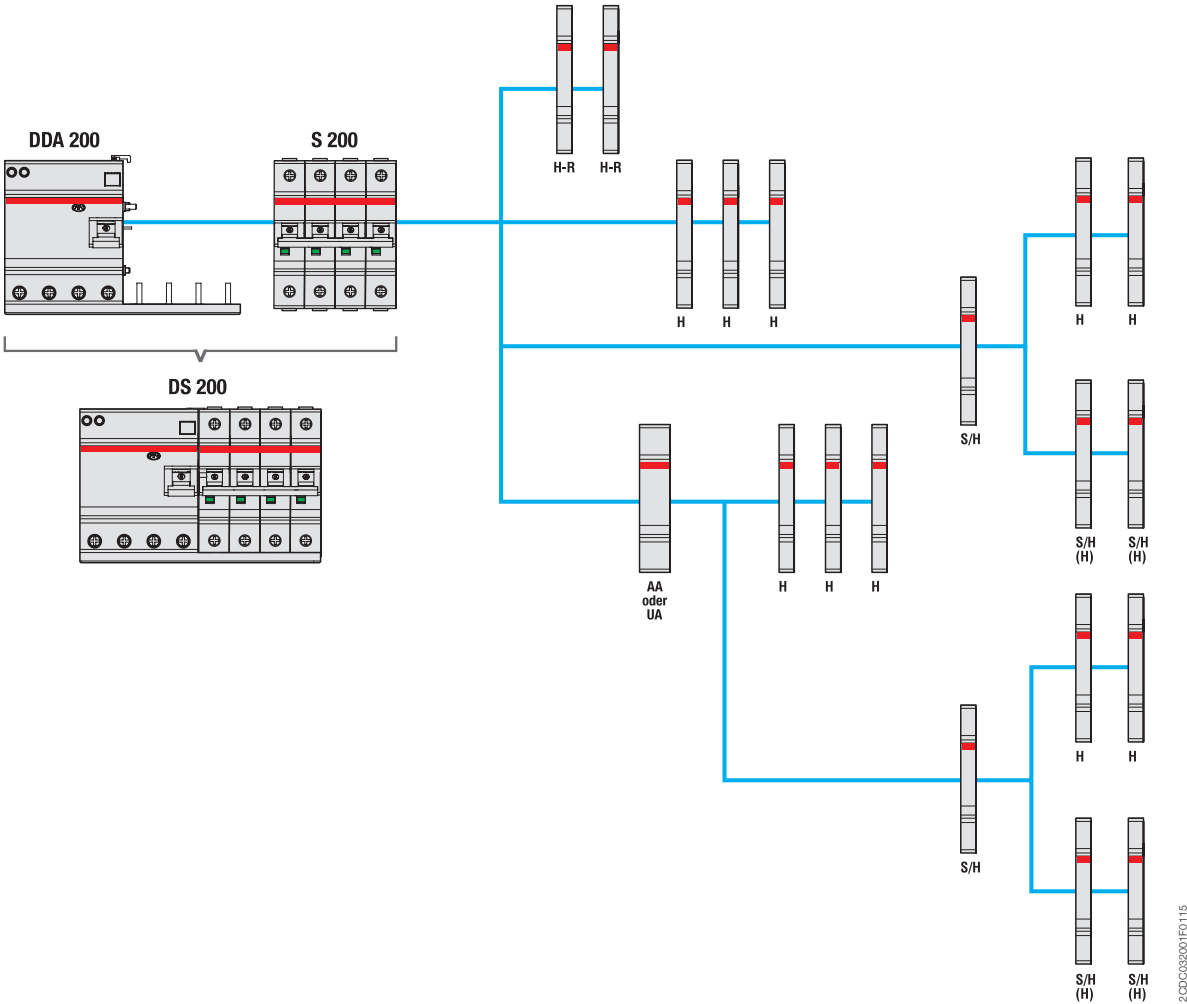 H-R H-R
DDA 200 S 200
H H H
H H
DS 200
S/H
S/H S/H
(H) (H)
AA
oder
UA
H H H
H H
S/H
S/H S/H
(H) (H)
2CDC032001F0115